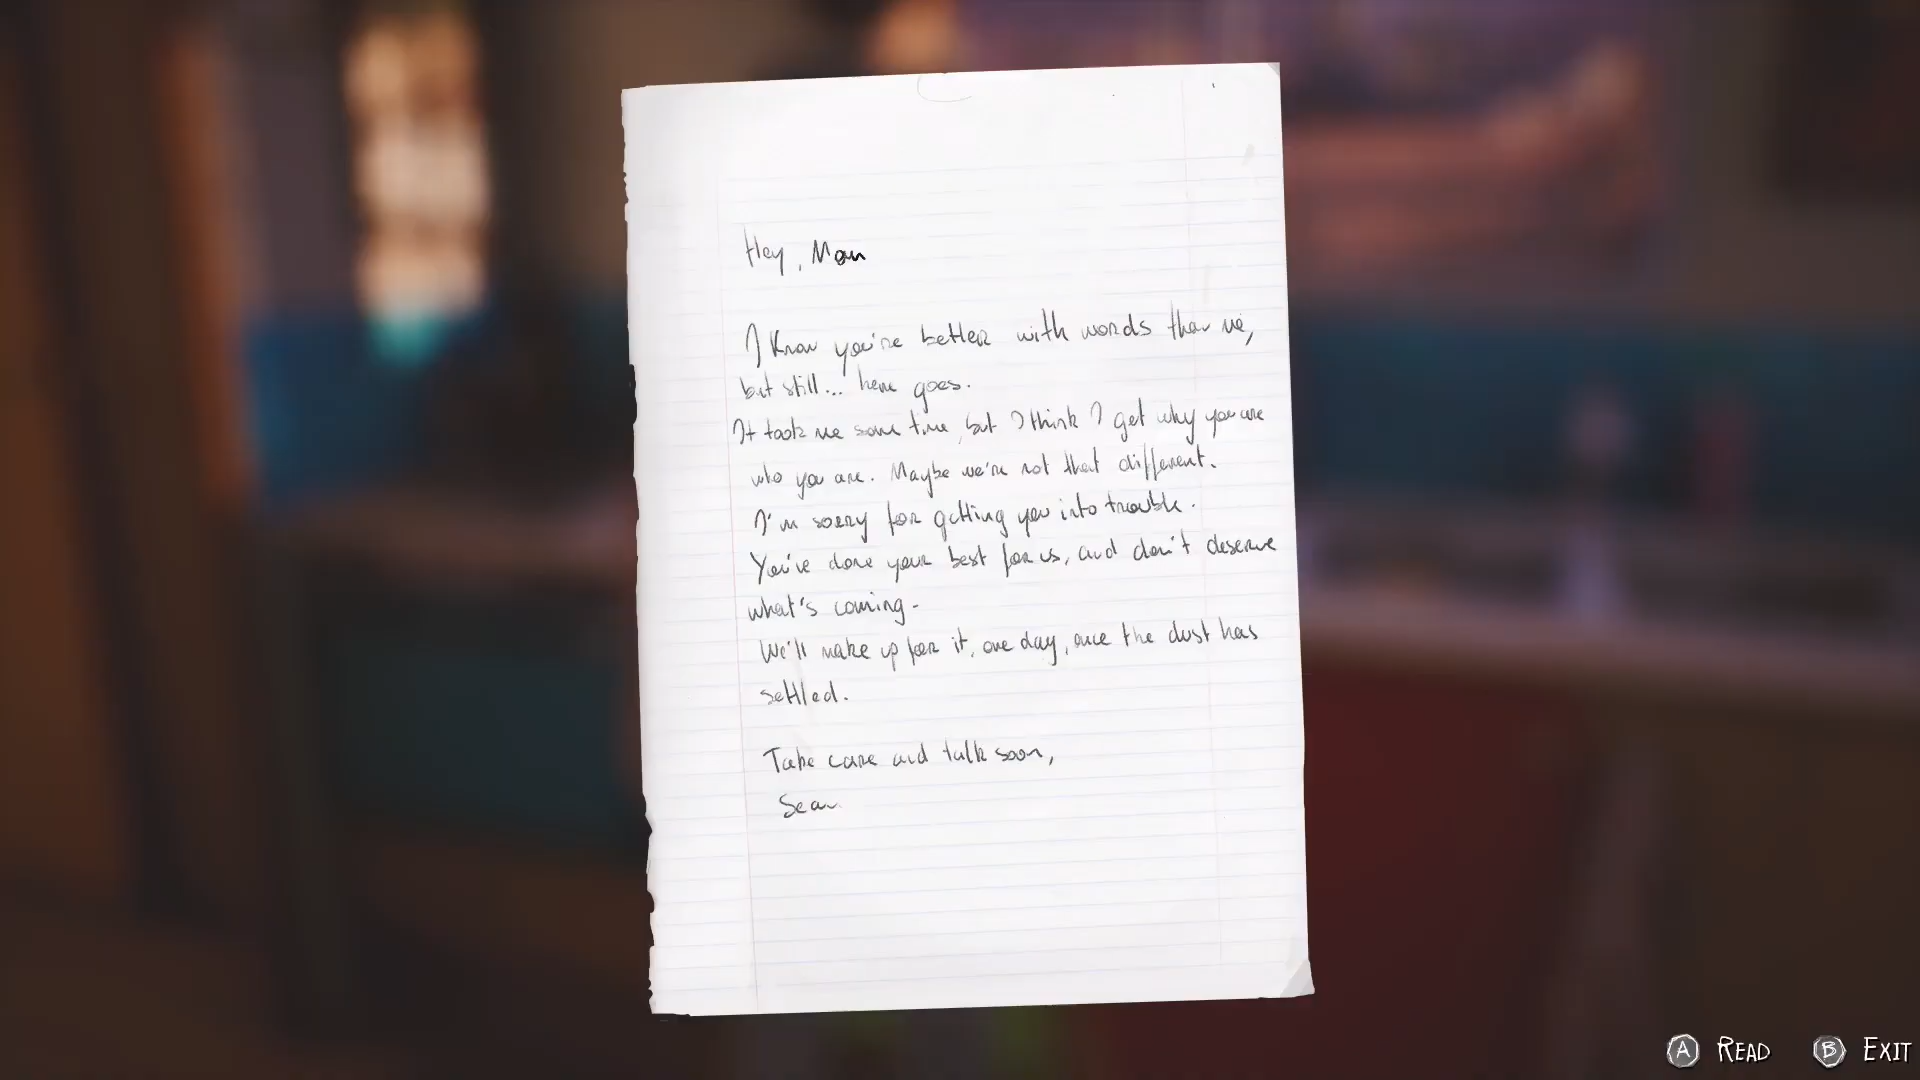 Hey, Mom
I know you're better with words than me,
but still... here goes.
It took me some time, but I think I get why you are
who you are. Maybe we're not that different.
I'm sorry for getting you into trouble.
You've done your best for us, and don't deserve
what's coming.
We'll make up for it, one day, once the dust has
settled.
Take care and talk soon,
Sean
A READ B EXIT